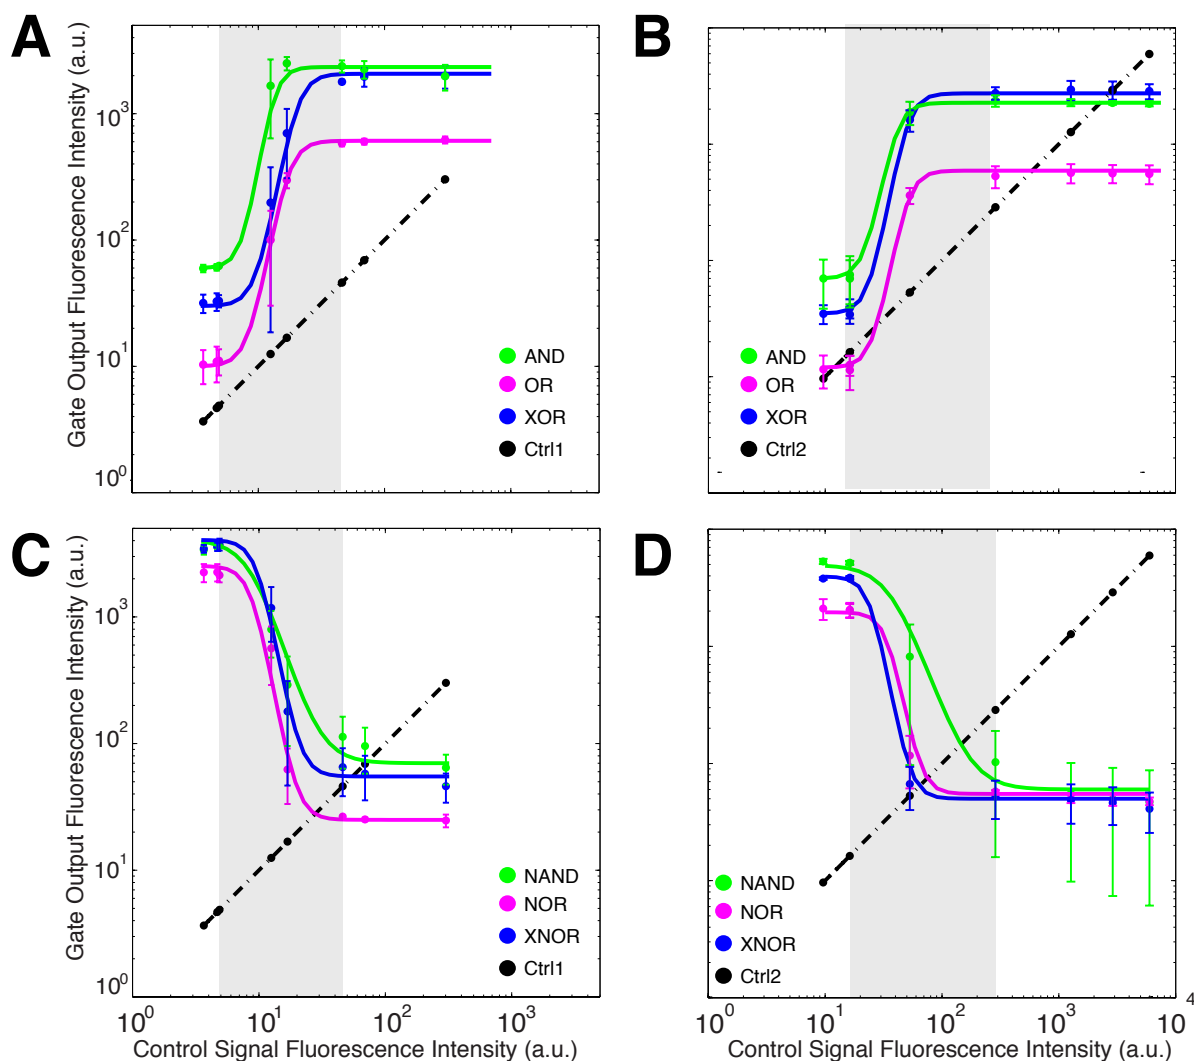 A
Gate Output Fluorescence Intensity (a.u.)
10^3
10^2
10^1
10^0
AND
OR
XOR
Ctrl1
B
AND
OR
XOR
Ctrl2
C
Gate Output Fluorescence Intensity (a.u.)
10^3
10^2
10^1
10^0
NAND
NOR
XNOR
Ctrl1
10^0 10^1 10^2 10^3
Control Signal Fluorescence Intensity (a.u.)
D
NAND
NOR
XNOR
Ctrl2
10^0 10^1 10^2 10^3 10^4
Control Signal Fluorescence Intensity (a.u.)